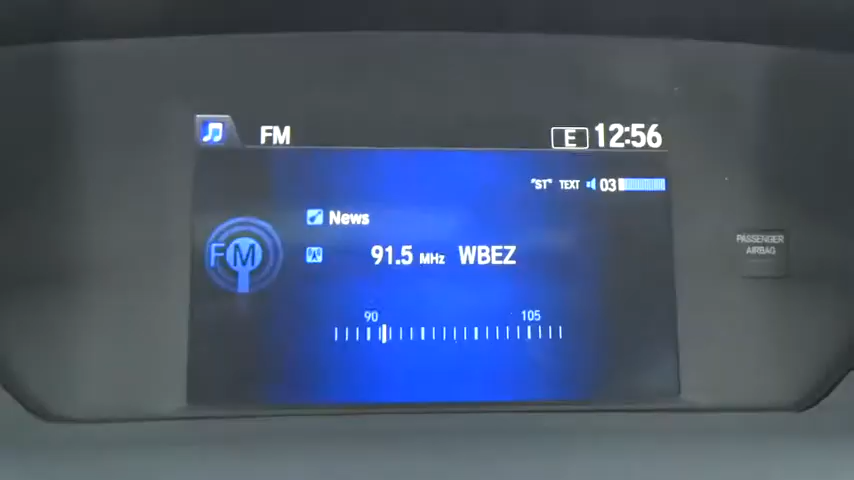 FM E 12:56
"ST" TEXT 03
News
FM
91.5 MHz WBEZ
90 105
PASSENGER
AIRBAG